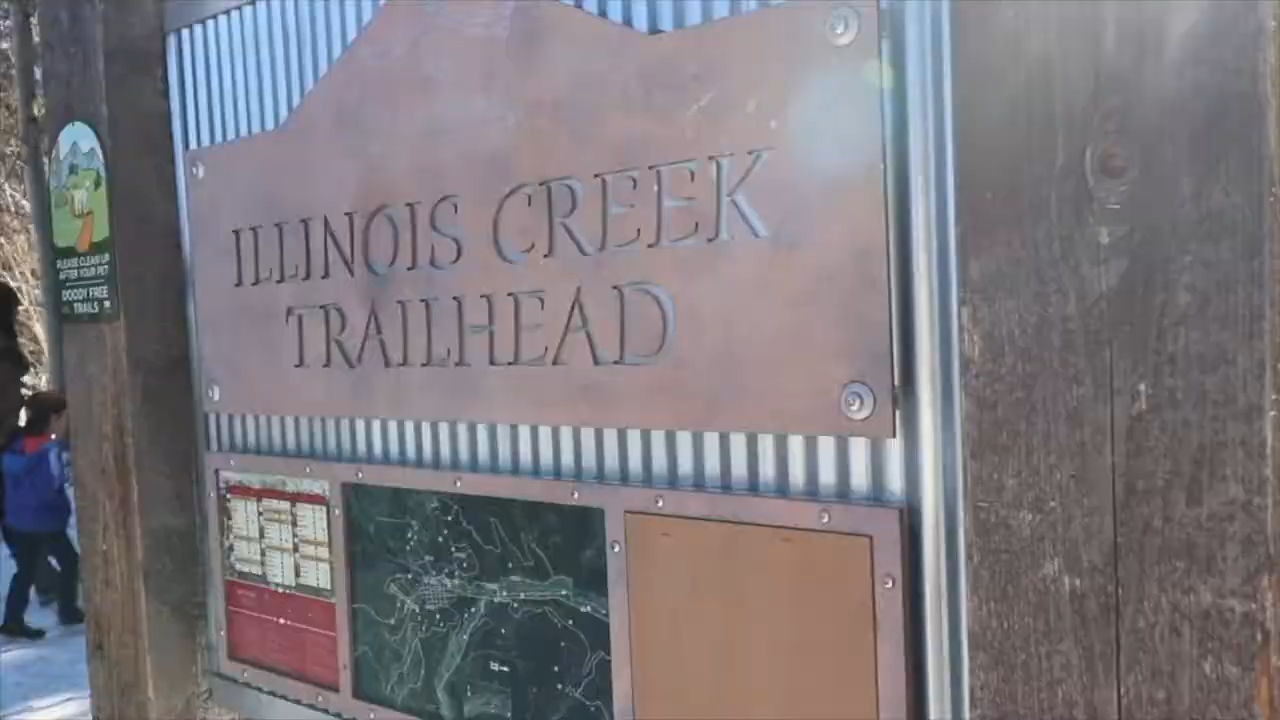 ILLINOIS CREEK
TRAILHEAD
PLEASE CLEAN UP
AFTER YOUR PET
DOODY FREE
TRAILS